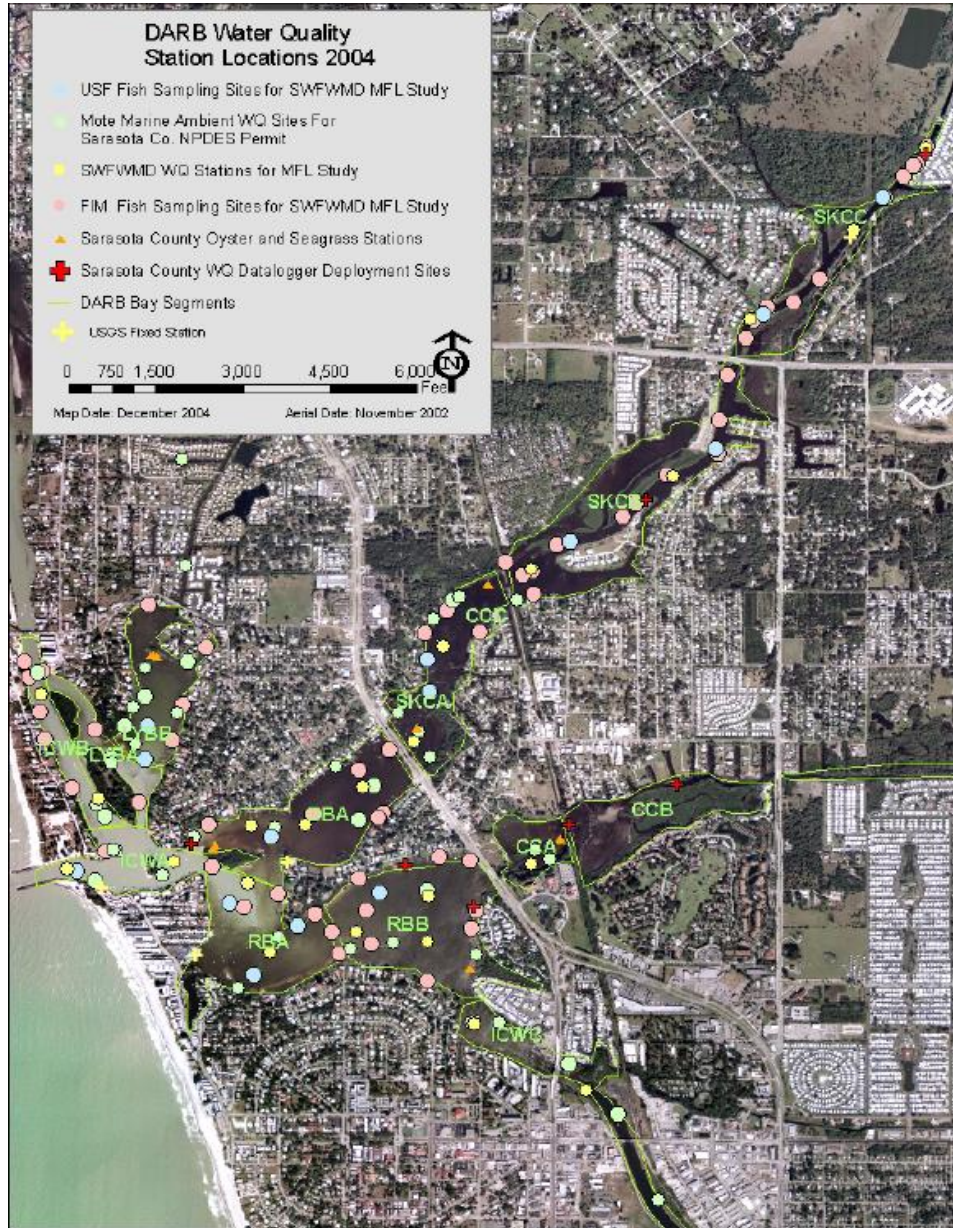 DARB Water Quality
Station Locations 2004
USF Fish Sampling Sites for SWFWMD MFL Study
Mote Marine Ambient WQ Sites For
Sarasota Co. NPDES Permit
SWFWMD WQ Stations for MFL Study
FIM Fish Sampling Sites for SWFWMD MFL Study
Sarasota County Oyster and Seagrass Stations
Sarasota County WQ Datalogger Deployment Sites
DARB Bay Segments
USGS Fixed Station
N
0 750 1,500 3,000 4,500 6,000
Fee
Map Date: December 2004 Aerial Date: November 2002
SKCC
SKCB
CCC
SKCA
LYBB
ICWB
LYBA
CCB
DBA
CCA
ICWA
RBB
RBA
ICWC